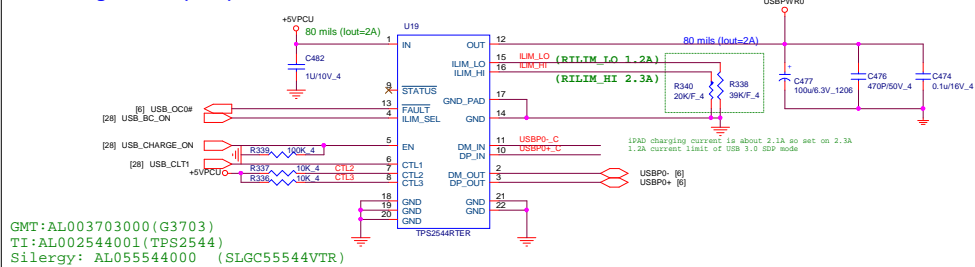 USBPWR0
+5VPCU
U19
80 mils (Iout=2A)
1
IN
OUT
12
80 mils (Iout=2A)
C482
1U/10V_4
ILIM_LO
15
ILIM_LO
(RILIM_LO 1.2A)
ILIM_HI
16
ILIM_HI
(RILIM_HI 2.3A)
R340
20K/F_4
R338
39K/F_4
+
C477
100u/6.3V_1206
C476
470P/50V_4
C474
0.1u/16V_4
9
STATUS
GND_PAD
17
[6] USB_OC0#
13
FAULT
[28] USB_BC_ON
4
ILIM_SEL
GND
14
[28] USB_CHARGE_ON
5
EN
DM_IN
11
USBP0-_C
DP_IN
10
USBP0+_C
iPAD charging current is about 2.1A so set on 2.3A
1.2A current limit of USB 3.0 SDP mode
R339
100K_4
[28] USB_CLT1
6
CTL1
+5VPCU
R337
10K_4
CTL2
7
CTL2
R336
10K_4
CTL3
8
CTL3
DM_OUT
2
USBP0- [6]
DP_OUT
3
USBP0+ [6]
18
GND
GND
21
19
GND
GND
22
20
GND
TPS2544RTER
GMT:AL003703000(G3703)
TI:AL002544001(TPS2544)
Silergy: AL055544000 (SLGC55544VTR)